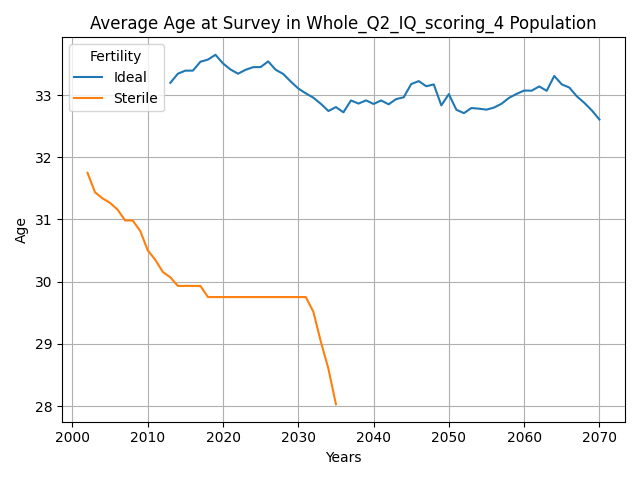 Average Age at Survey in Whole_Q2_IQ_scoring_4 Population
Fertility
Ideal
Sterile
Age
33
32
31
30
29
28
2000 2010 2020 2030 2040 2050 2060 2070
Years